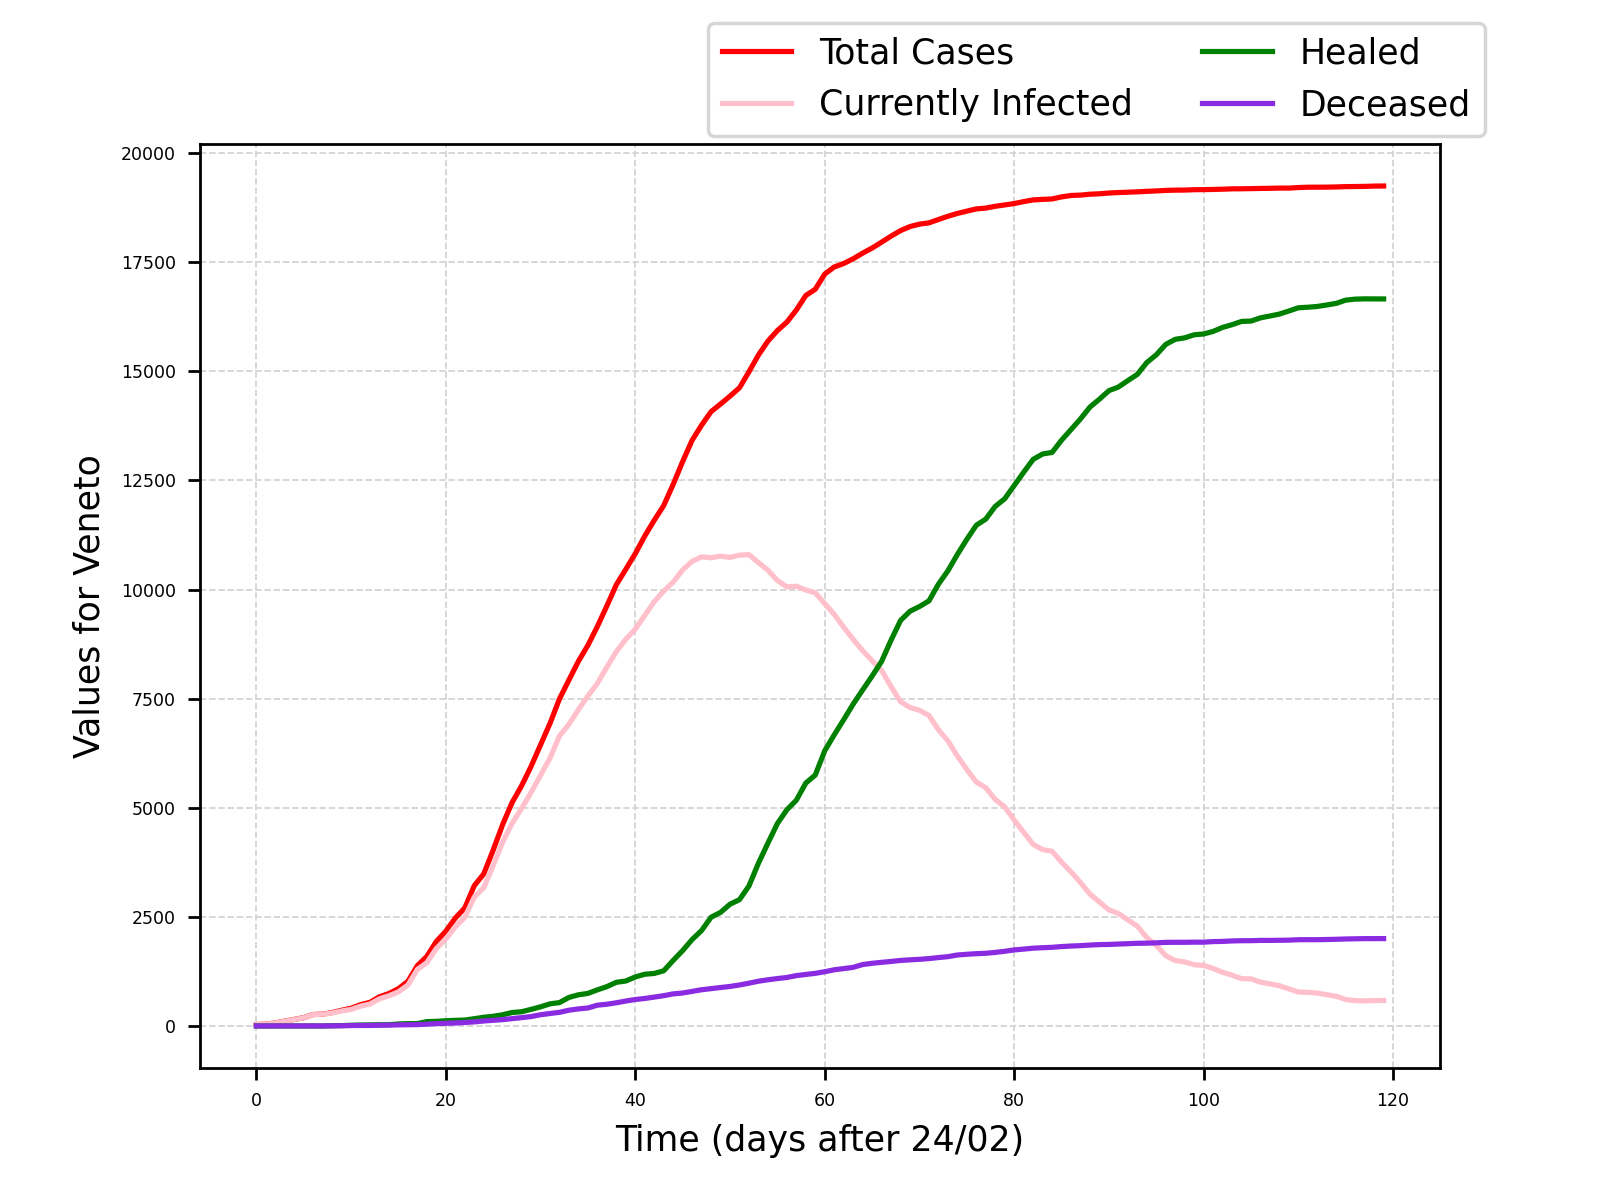 Total Cases
Currently Infected
Healed
Deceased
20000
17500
15000
12500
10000
7500
5000
2500
0
Values for Veneto
0 20 40 60 80 100 120
Time (days after 24/02)